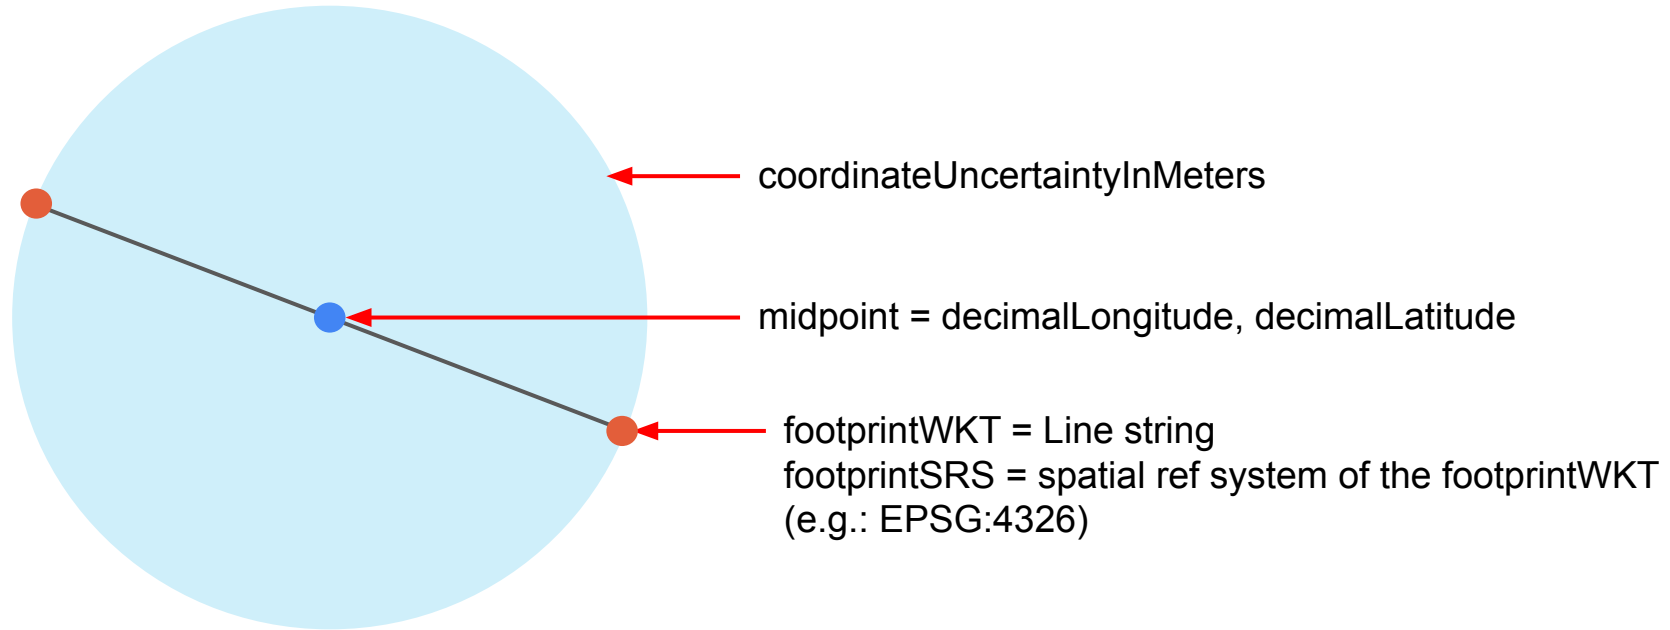 coordinateUncertaintyInMeters
midpoint = decimalLongitude, decimalLatitude
footprintWKT = Line string
footprintSRS = spatial ref system of the footprintWKT
(e.g.: EPSG:4326)